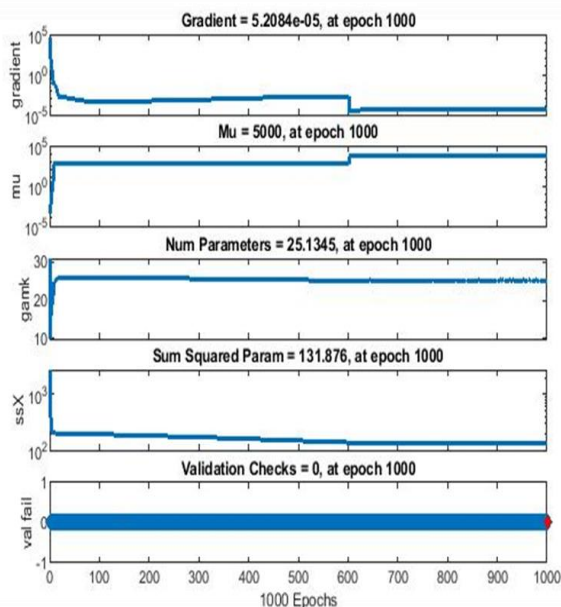 Gradient = 5.2084e-05, at epoch 1000
10^5
10^0
10^-5
gradient
Mu = 5000, at epoch 1000
10^5
10^0
10^-5
mu
Num Parameters = 25.1345, at epoch 1000
30
20
10
gamk
Sum Squared Param = 131.876, at epoch 1000
10^3
10^2
ssX
Validation Checks = 0, at epoch 1000
1
0
-1
val fail
0 100 200 300 400 500 600 700 800 900 1000
1000 Epochs